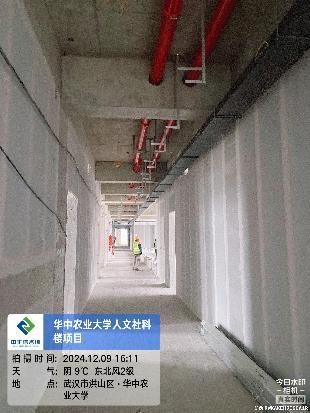 华中农业大学人文社科
楼项目
拍摄时间：2024.12.09 16:11
天　　气：阴 9℃ 东北风2级
地　　点：武汉市洪山区·华中农
业大学
今日水印
-相机-
真实时间